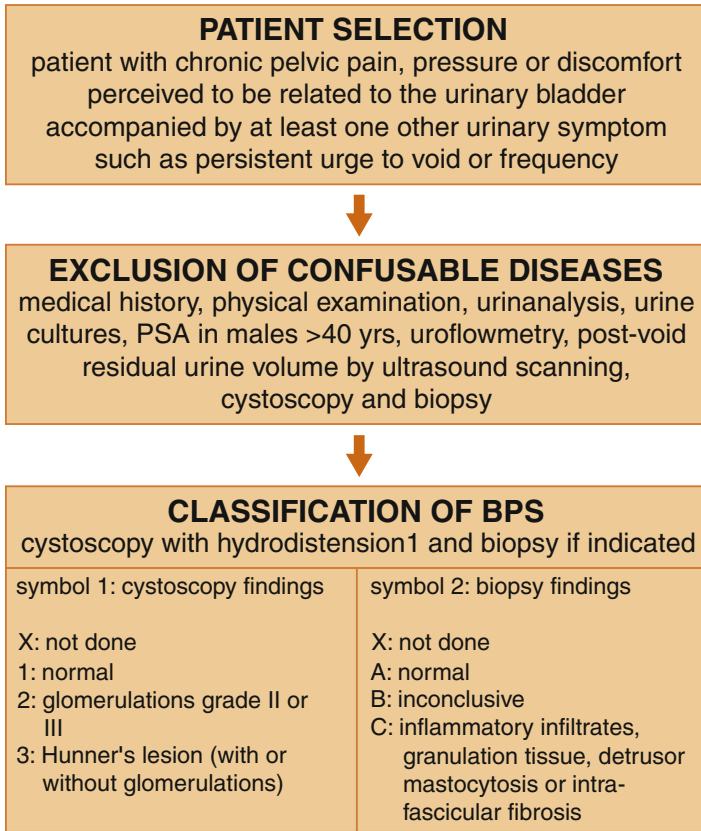 PATIENT SELECTION
patient with chronic pelvic pain, pressure or discomfort
perceived to be related to the urinary bladder
accompanied by at least one other urinary symptom
such as persistent urge to void or frequency
EXCLUSION OF CONFUSABLE DISEASES
medical history, physical examination, urinanalysis, urine
cultures, PSA in males >40 yrs, uroflowmetry, post-void
residual urine volume by ultrasound scanning,
cystoscopy and biopsy
CLASSIFICATION OF BPS
cystoscopy with hydrodistension1 and biopsy if indicated
symbol 1: cystoscopy findings
X: not done
1: normal
2: glomerulations grade II or
III
3: Hunner's lesion (with or
without glomerulations)
symbol 2: biopsy findings
X: not done
A: normal
B: inconclusive
C: inflammatory infiltrates,
granulation tissue, detrusor
mastocytosis or intra-
fascicular fibrosis